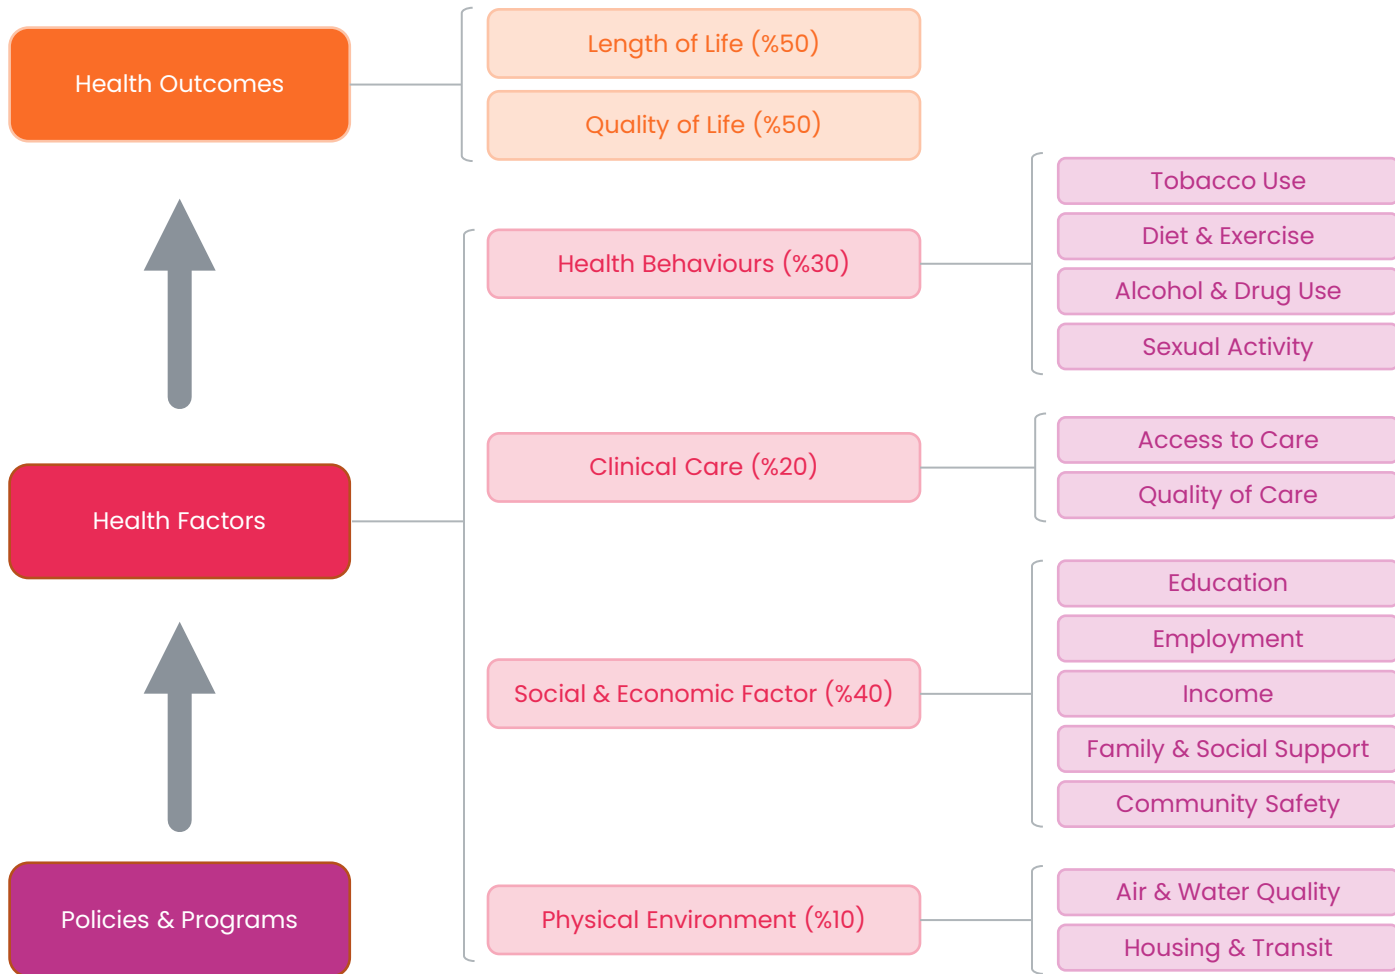 Health Outcomes
Length of Life (%50)
Quality of Life (%50)
Health Factors
Health Behaviours (%30)
Tobacco Use
Diet & Exercise
Alcohol & Drug Use
Sexual Activity
Clinical Care (%20)
Access to Care
Quality of Care
Social & Economic Factor (%40)
Education
Employment
Income
Family & Social Support
Community Safety
Physical Environment (%10)
Air & Water Quality
Housing & Transit
Policies & Programs